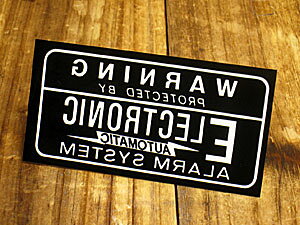 WARNING
PROTECTED BY
ELECTRONIC
AUTOMATIC
ALARM SYSTEM